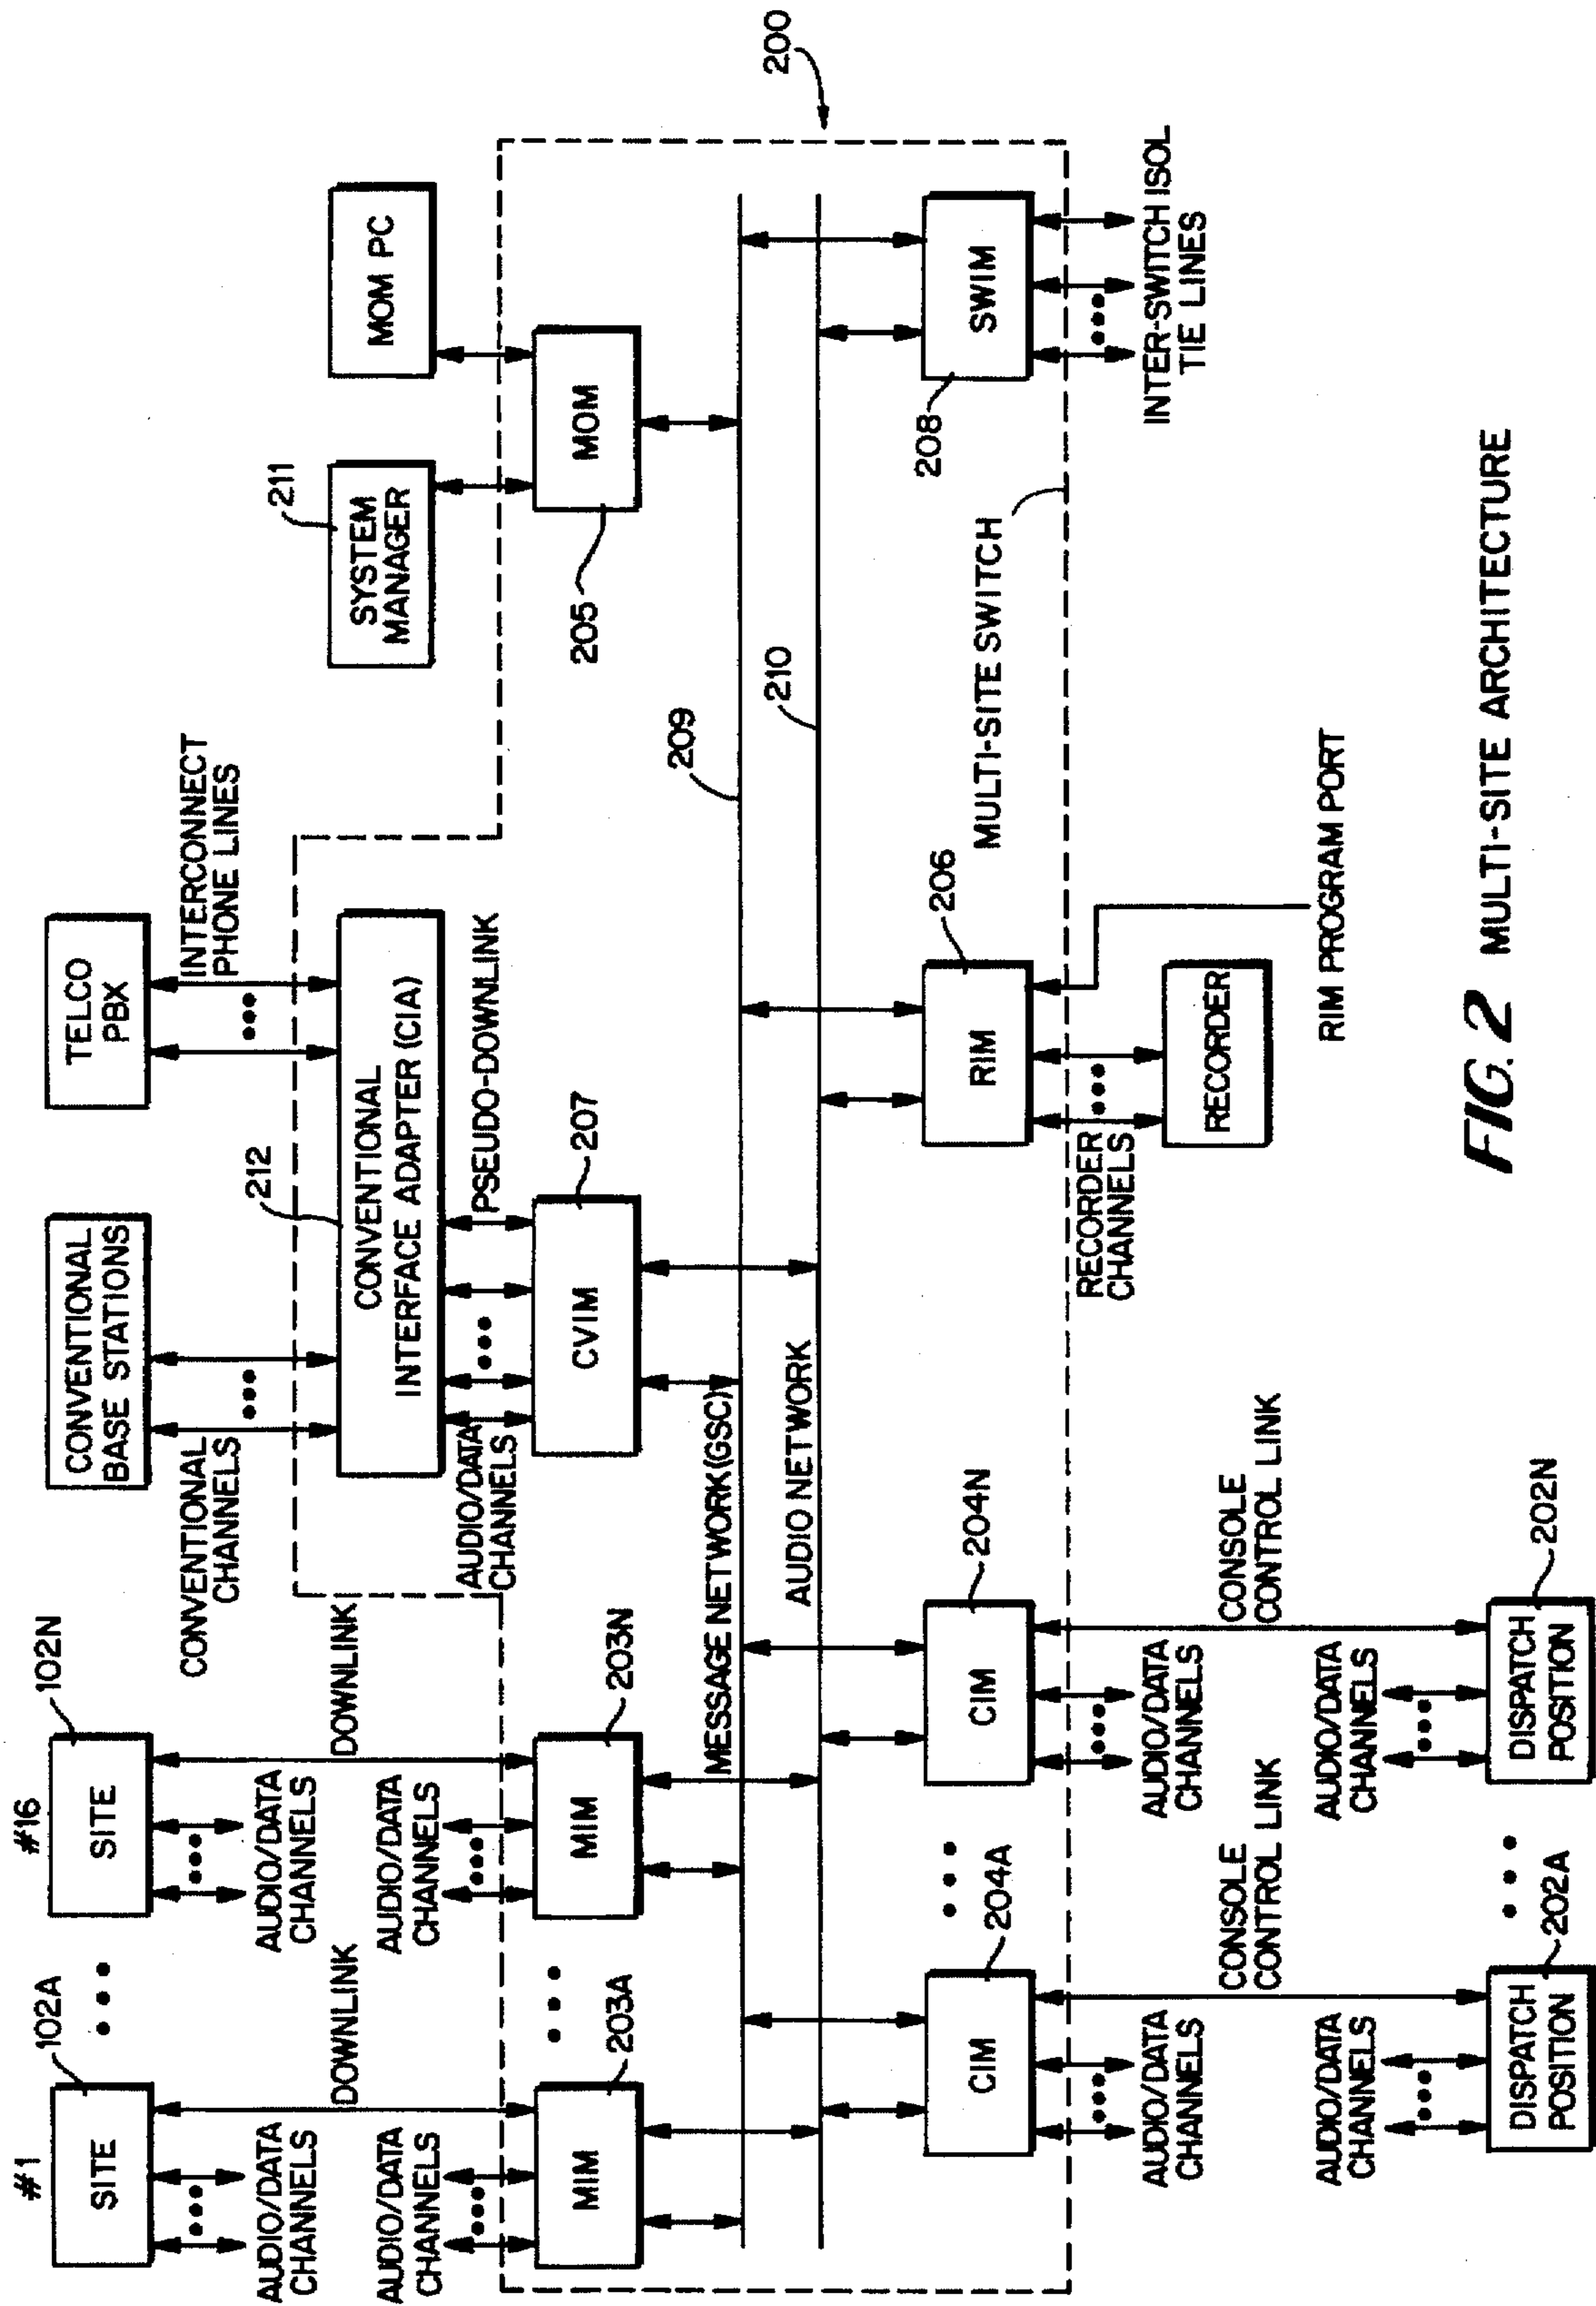 #1
102A
SITE
#16
102N
SITE
CONVENTIONAL
BASE STATIONS
TELCO
PBX
AUDIO/DATA
CHANNELS
DOWNLINK
AUDIO/DATA
CHANNELS
DOWNLINK
CONVENTIONAL
CHANNELS
INTERCONNECT
PHONE LINES
212
CONVENTIONAL
INTERFACE ADAPTER (CIA)
211
SYSTEM
MANAGER
MOM PC
AUDIO/DATA
CHANNELS
AUDIO/DATA
CHANNELS
AUDIO/DATA
CHANNELS
PSEUDO-DOWNLINK
MIM
203A
MIM
203N
CVIM
207
MOM
205
MESSAGE NETWORK (GSC)
209
AUDIO NETWORK
210
200
CIM
204A
CIM
204N
RIM
206
SWIM
208
MULTI-SITE SWITCH
AUDIO/DATA
CHANNELS
CONSOLE
CONTROL LINK
AUDIO/DATA
CHANNELS
CONSOLE
CONTROL LINK
RECORDER
CHANNELS
RECORDER
INTER-SWITCH ISOL
TIE LINES
AUDIO/DATA
CHANNELS
AUDIO/DATA
CHANNELS
RIM PROGRAM PORT
DISPATCH
POSITION
202A
DISPATCH
POSITION
202N
FIG. 2 MULTI-SITE ARCHITECTURE